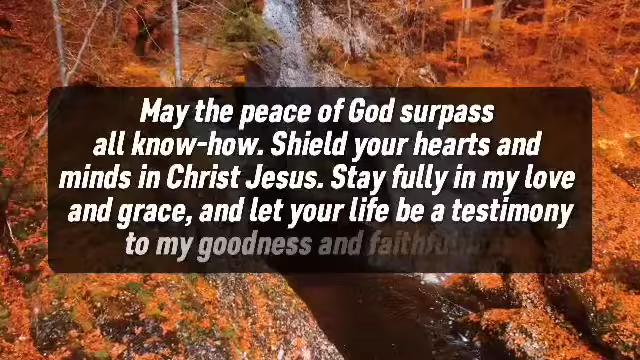 May the peace of God surpass
all know-how. Shield your hearts and
minds in Christ Jesus. Stay fully in my love
and grace, and let your life be a testimony
to my goodness and